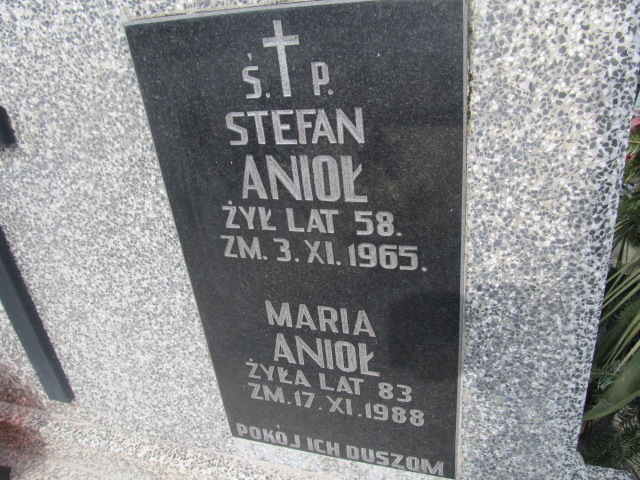 Ś. P.
STEFAN
ANIOŁ
ŻYŁ LAT 58.
ZM. 3. XI. 1965.
MARIA
ANIOŁ
ŻYŁA LAT 83
ZM. 17. XI. 1988
POKÓJ ICH DUSZOM